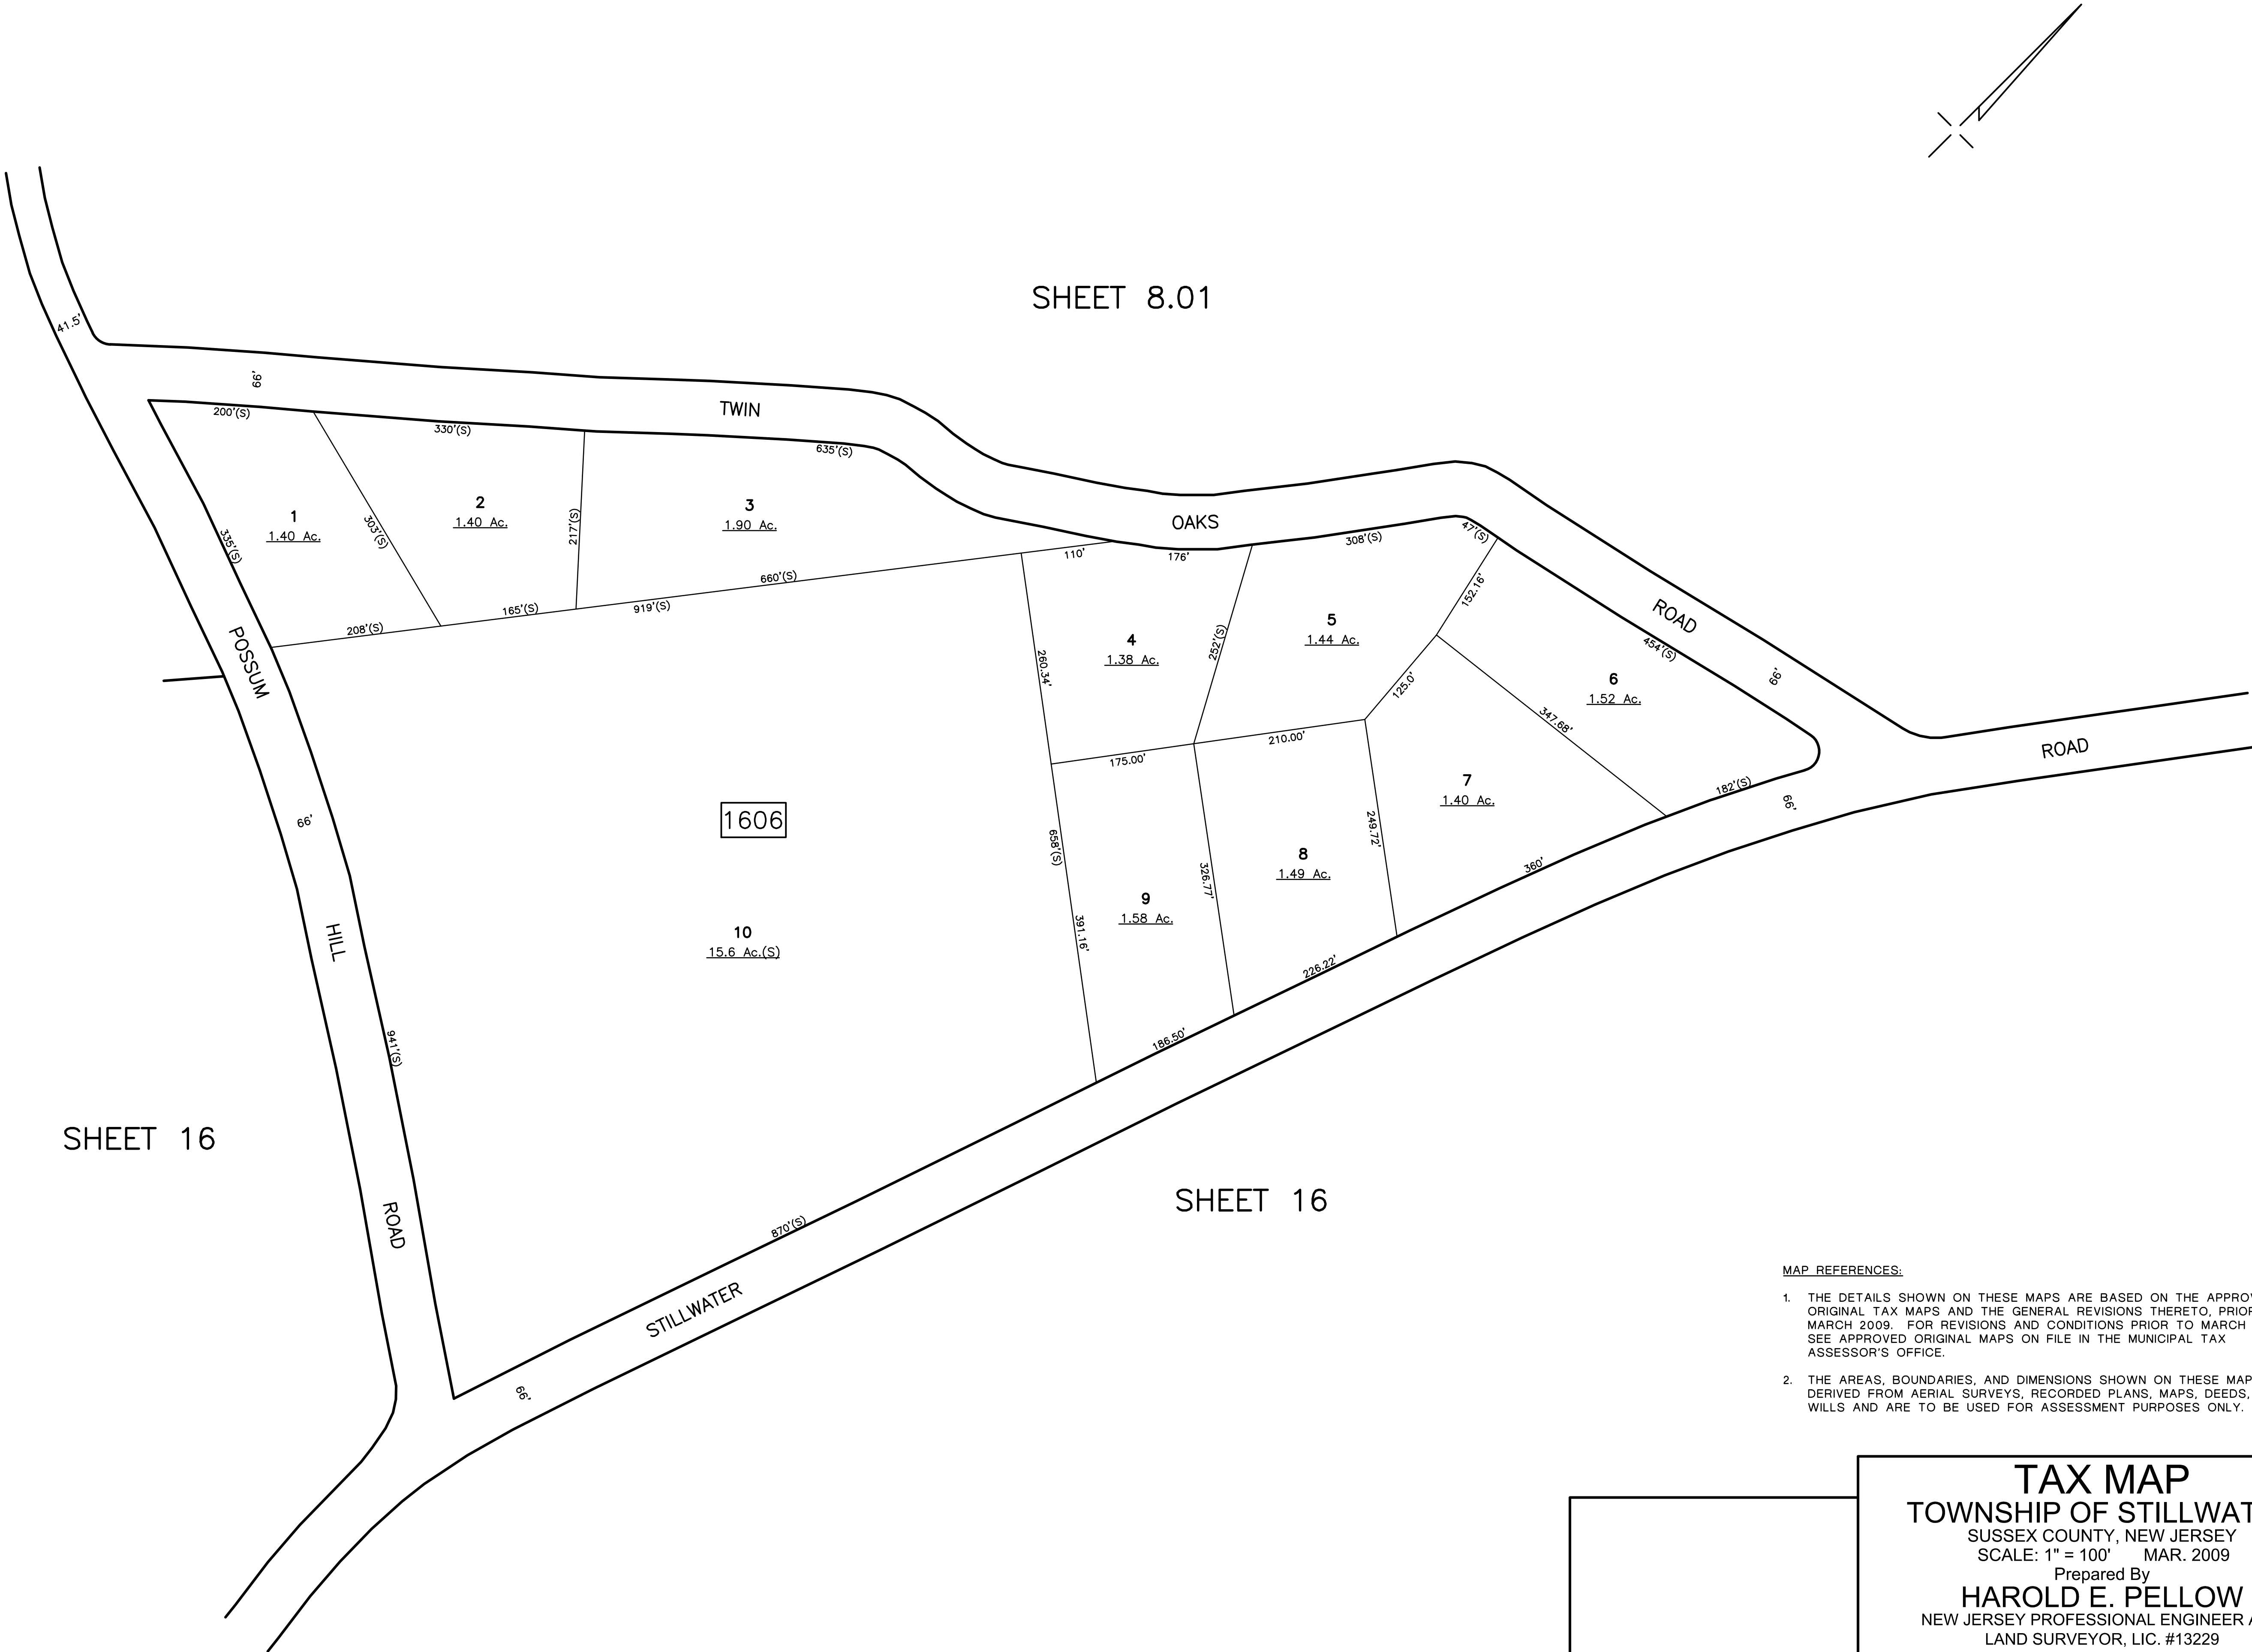 SHEET 8.01
41.5'
66'
TWIN
200'(S)
330'(S)
635'(S)
OAKS
ROAD
66'
ROAD
1
1.40 Ac.
335'(S)
303'(S)
2
1.40 Ac.
217'(S)
3
1.90 Ac.
208'(S)
165'(S)
919'(S)
660'(S)
110'
176'
308'(S)
47'(S)
152.16'
454'(S)
4
1.38 Ac.
260.34'
252'(S)
5
1.44 Ac.
125.0'
6
1.52 Ac.
347.68'
182'(S)
66'
175.00'
210.00'
7
1.40 Ac.
249.72'
360'
8
1.49 Ac.
326.77'
226.22'
9
1.58 Ac.
658'(S)
391.16'
186.50'
1606
10
15.6 Ac.(S)
POSSUM
66'
HILL
941'(S)
ROAD
SHEET 16
870'(S)
STILLWATER
66'
SHEET 16
MAP REFERENCES:
1. THE DETAILS SHOWN ON THESE MAPS ARE BASED ON THE APPROV
ORIGINAL TAX MAPS AND THE GENERAL REVISIONS THERETO, PRIOR
MARCH 2009. FOR REVISIONS AND CONDITIONS PRIOR TO MARCH
SEE APPROVED ORIGINAL MAPS ON FILE IN THE MUNICIPAL TAX
ASSESSOR'S OFFICE.
2. THE AREAS, BOUNDARIES, AND DIMENSIONS SHOWN ON THESE MAP
DERIVED FROM AERIAL SURVEYS, RECORDED PLANS, MAPS, DEEDS,
WILLS AND ARE TO BE USED FOR ASSESSMENT PURPOSES ONLY.
TAX MAP
TOWNSHIP OF STILLWAT
SUSSEX COUNTY, NEW JERSEY
SCALE: 1" = 100' MAR. 2009
Prepared By
HAROLD E. PELLOW
NEW JERSEY PROFESSIONAL ENGINEER A
LAND SURVEYOR, LIC. #13229